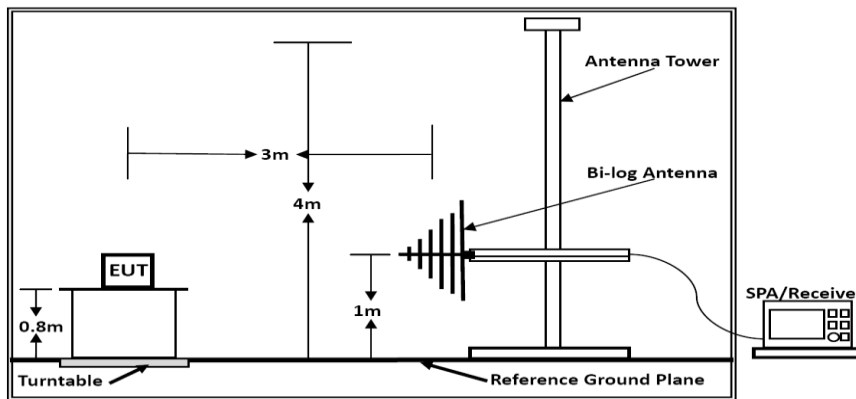 Antenna Tower
3m
Bi-log Antenna
4m
EUT
1m
0.8m
SPA/Receive
Turntable
Reference Ground Plane